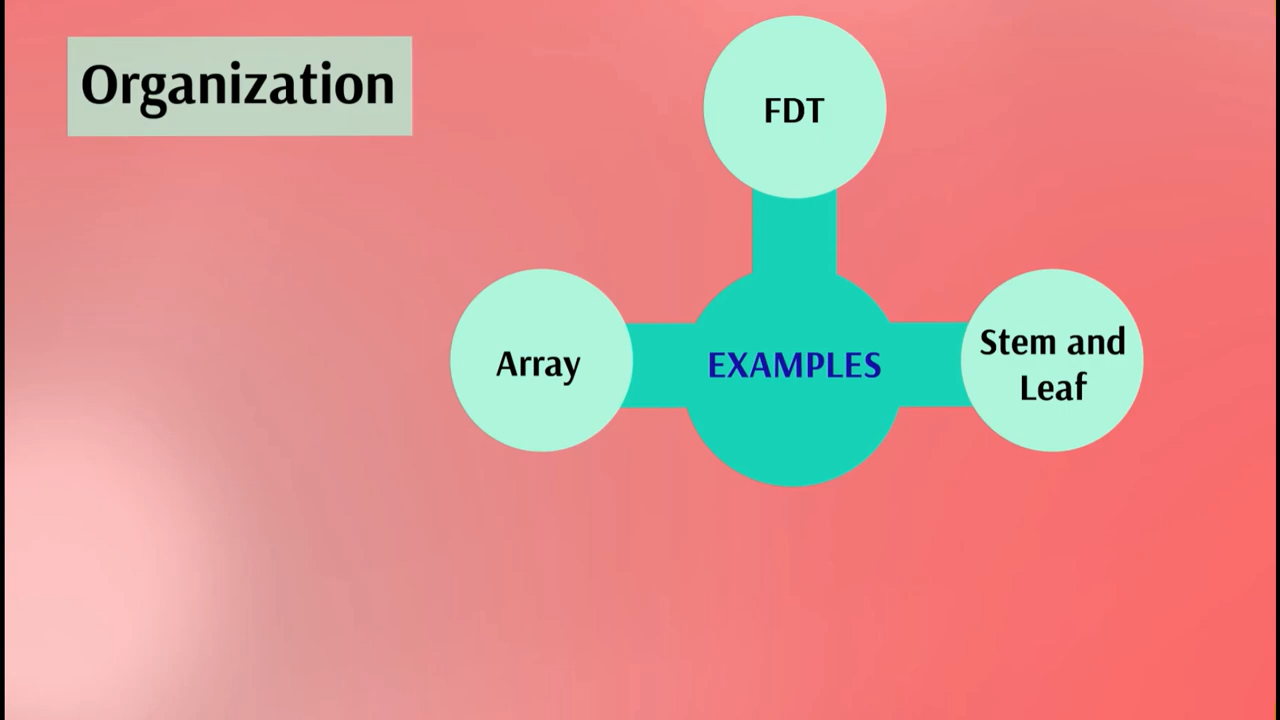 Organization
FDT
Array
EXAMPLES
Stem and
Leaf